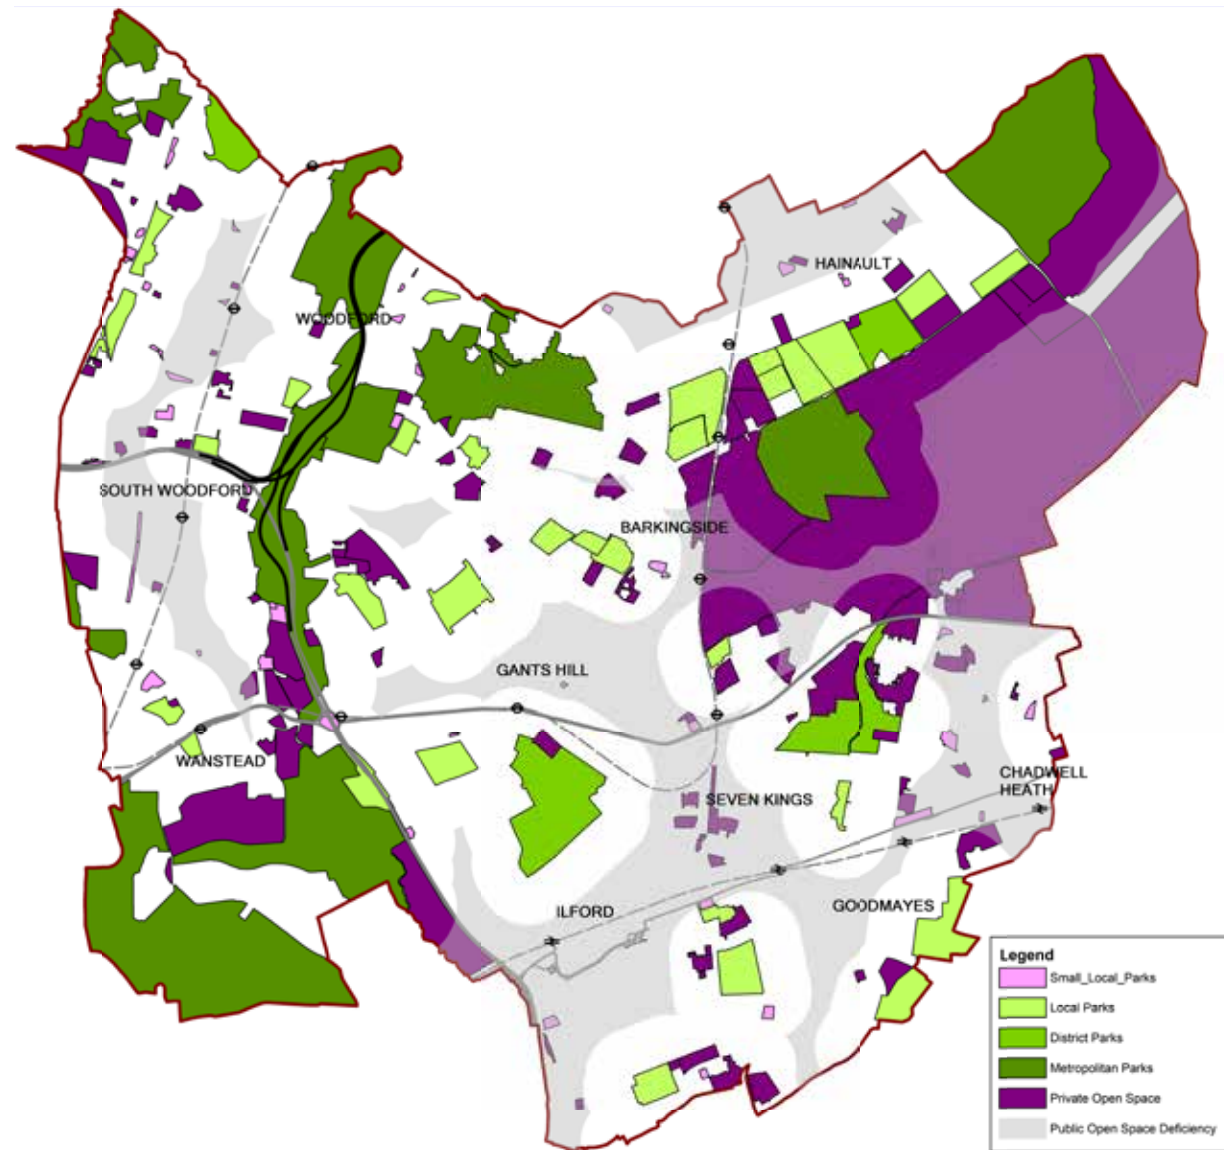 HAINAULT
WOODFORD
SOUTH WOODFORD
BARKINGSIDE
GANTS HILL
WANSTEAD
CHADWELL
HEATH
SEVEN KINGS
ILFORD
GOODMAYES
Legend
Small_Local_Parks
Local Parks
District Parks
Metropolitan Parks
Private Open Space
Public Open Space Deficiency